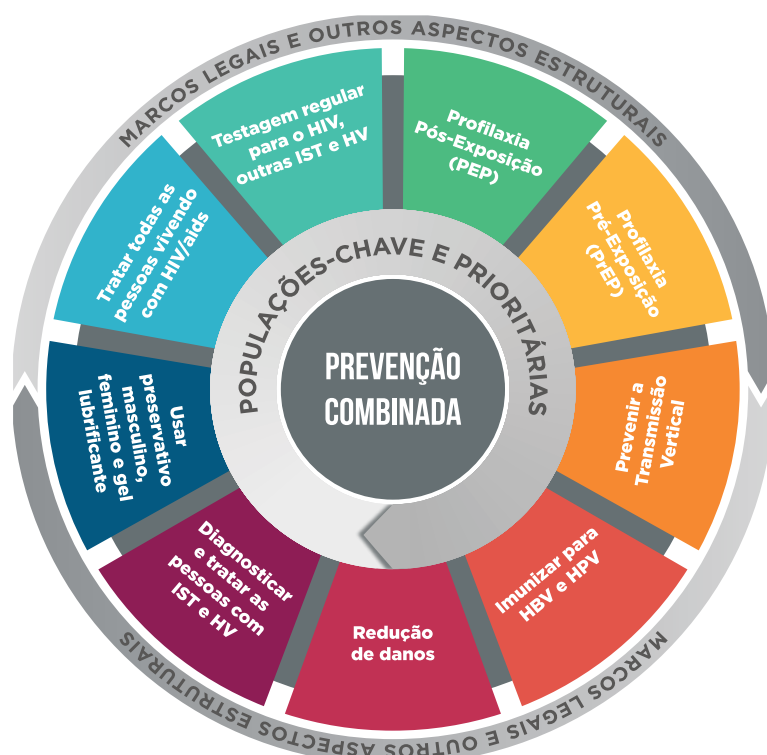 MARCOS LEGAIS E OUTROS ASPECTOS ESTRUTURAIS
Testagem regular
para o HIV,
outras IST e HV
Profilaxia
Pós-Exposição
(PEP)
Profilaxia
Pré-Exposição
(PrEP)
Prevenir a
Transmissão
Vertical
Imunizar para
HBV e HPV
Redução
de danos
Diagnosticar
e tratar as
pessoas com
IST e HV
Usar
preservativo
masculino,
feminino e gel
lubrificante
Tratar todas as
pessoas vivendo
com HIV/aids
POPULAÇÕES-CHAVE E PRIORITÁRIAS
PREVENÇÃO
COMBINADA
MARCOS LEGAIS E OUTROS ASPECTOS ESTRUTURAIS